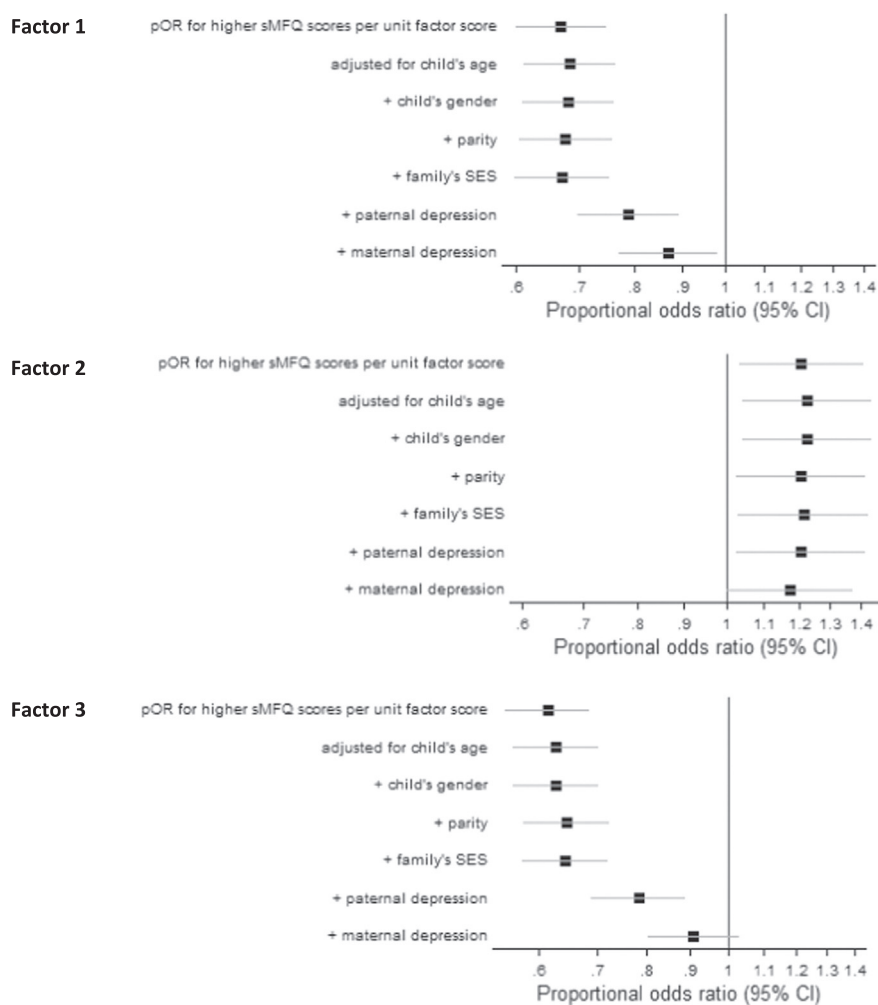 Factor 1
pOR for higher sMFQ scores per unit factor score
adjusted for child's age
+ child's gender
+ parity
+ family's SES
+ paternal depression
+ maternal depression
.6 .7 .8 .9 1 1.1 1.2 1.3 1.4
Proportional odds ratio (95% CI)
Factor 2
pOR for higher sMFQ scores per unit factor score
adjusted for child's age
+ child's gender
+ parity
+ family's SES
+ paternal depression
+ maternal depression
.6 .7 .8 .9 1 1.1 1.2 1.3 1.4
Proportional odds ratio (95% CI)
Factor 3
pOR for higher sMFQ scores per unit factor score
adjusted for child's age
+ child's gender
+ parity
+ family's SES
+ paternal depression
+ maternal depression
.6 .7 .8 .9 1 1.1 1.2 1.3 1.4
Proportional odds ratio (95% CI)